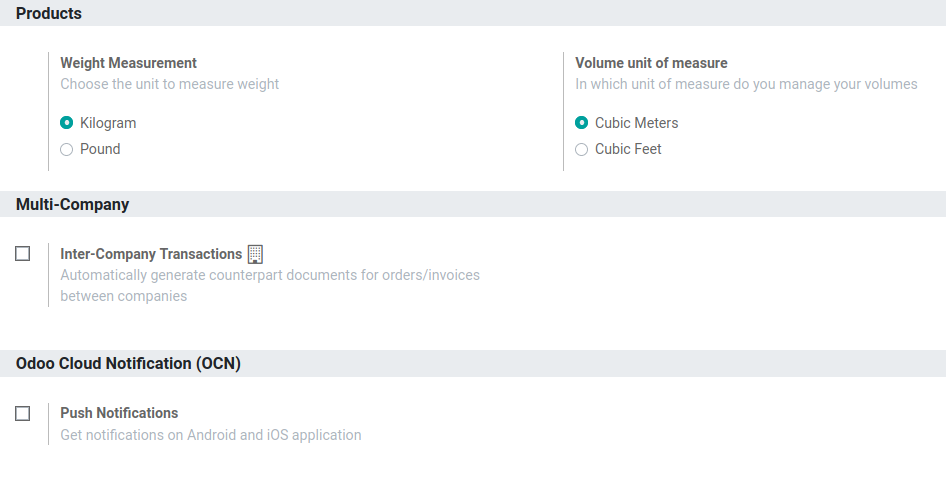 Products
Weight Measurement
Choose the unit to measure weight
Kilogram
Pound
Volume unit of measure
In which unit of measure do you manage your volumes
Cubic Meters
Cubic Feet
Multi-Company
Inter-Company Transactions
Automatically generate counterpart documents for orders/invoices
between companies
Odoo Cloud Notification (OCN)
Push Notifications
Get notifications on Android and iOS application